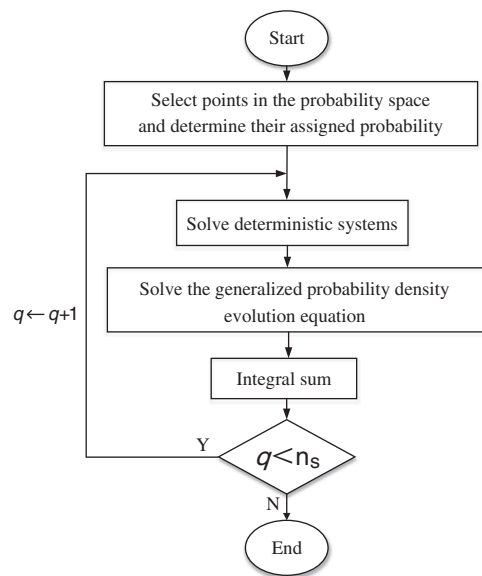 Start
Select points in the probability space
and determine their assigned probability
Solve deterministic systems
Solve the generalized probability density
evolution equation
q←q+1
Integral sum
Y
q<nₛ
N
End